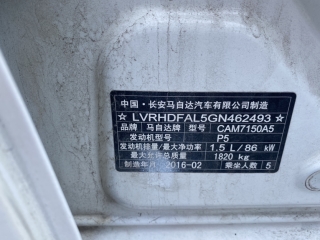 中国·长安马自达汽车有限公司制造
☆ LVRHDFAL5GN462493 ☆
品牌 马自达牌 型号 CAM7150A5
发动机型号 P5
发动机排量/最大净功率 1.5 L/86 kW
最大允许总质量 1820 kg
制造年月 2016-02 乘坐人数 5